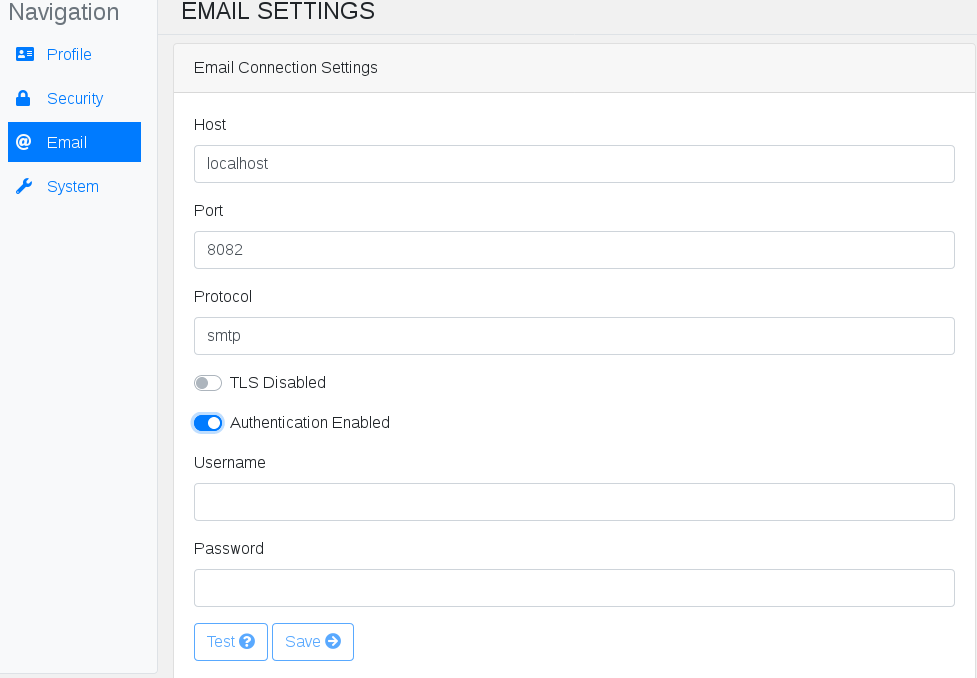 Navigation
Profile
Security
@ Email
System
EMAIL SETTINGS
Email Connection Settings
Host
localhost
Port
8082
Protocol
smtp
TLS Disabled
Authentication Enabled
Username
Password
Test ?
Save